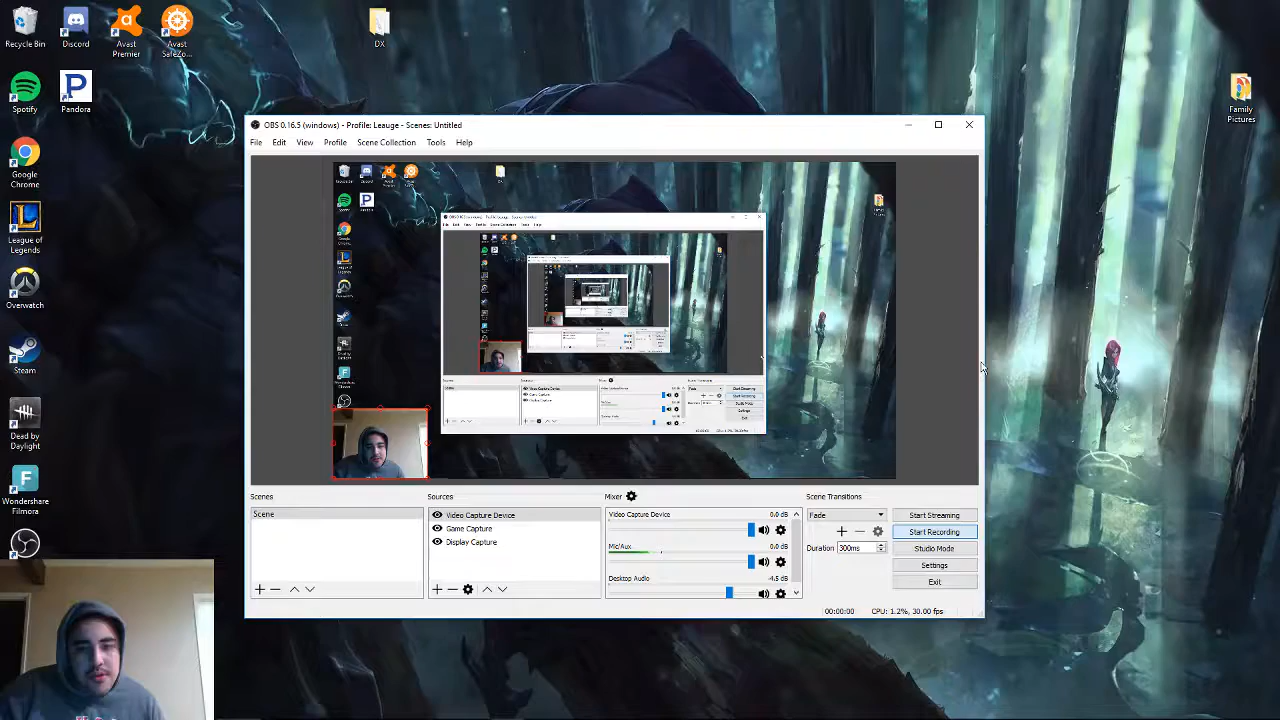 Recycle Bin
Discord
Avast
Premier
Avast
SafeZo...
DX
Spotify
Pandora
Family
Pictures
Google
Chrome
League of
Legends
Overwatch
Steam
Dead by
Daylight
Wondershare
Filmora
OBS 0.16.5 (windows) - Profile: Leauge - Scenes: Untitled
File Edit View Profile Scene Collection Tools Help
Scenes
Scene
Sources
Video Capture Device
Game Capture
Display Capture
Mixer
Video Capture Device 0.0 dB
Mic/Aux 0.0 dB
Desktop Audio -4.5 dB
Scene Transitions
Fade
Duration 300ms
Start Streaming
Start Recording
Studio Mode
Settings
Exit
00:00:00 CPU: 1.2%, 30.00 fps